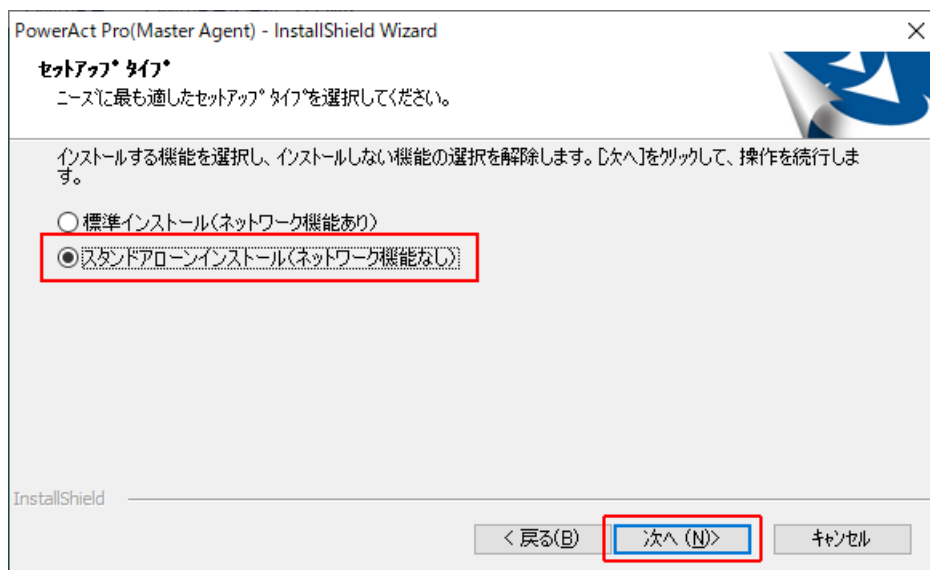 PowerAct Pro(Master Agent) - InstallShield Wizard
セットアップ タイプ
ニーズに最も適したセットアップ タイプを選択してください。
インストールする機能を選択し、インストールしない機能の選択を解除します。[次へ]をクリックして、操作を続行しま
す。
標準インストール(ネットワーク機能あり)
スタンドアローンインストール(ネットワーク機能なし)
InstallShield
< 戻る(B)
次へ (N)>
キャンセル